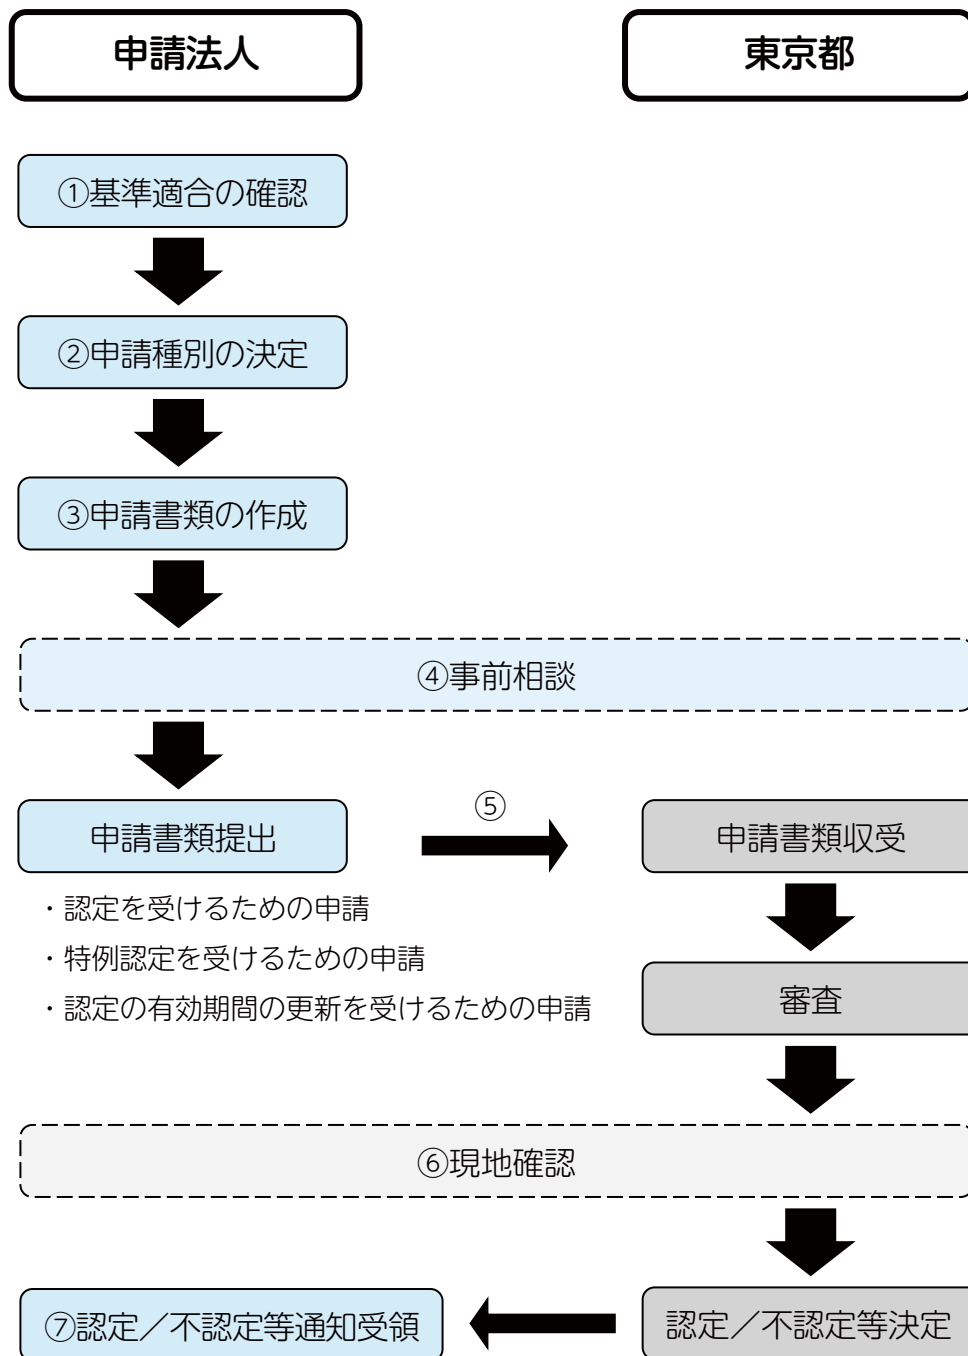 申請法人
東京都
①基準適合の確認
②申請種別の決定
③申請書類の作成
④事前相談
申請書類提出
⑤
申請書類収受
・認定を受けるための申請
・特例認定を受けるための申請
・認定の有効期間の更新を受けるための申請
審査
⑥現地確認
⑦認定／不認定等通知受領
認定／不認定等決定